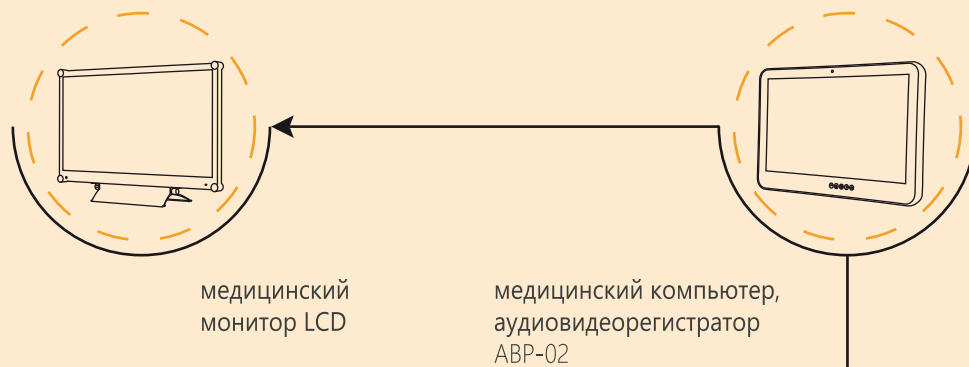 медицинский
монитор LCD
медицинский компьютер,
аудиовидеорегистратор
АВР-02